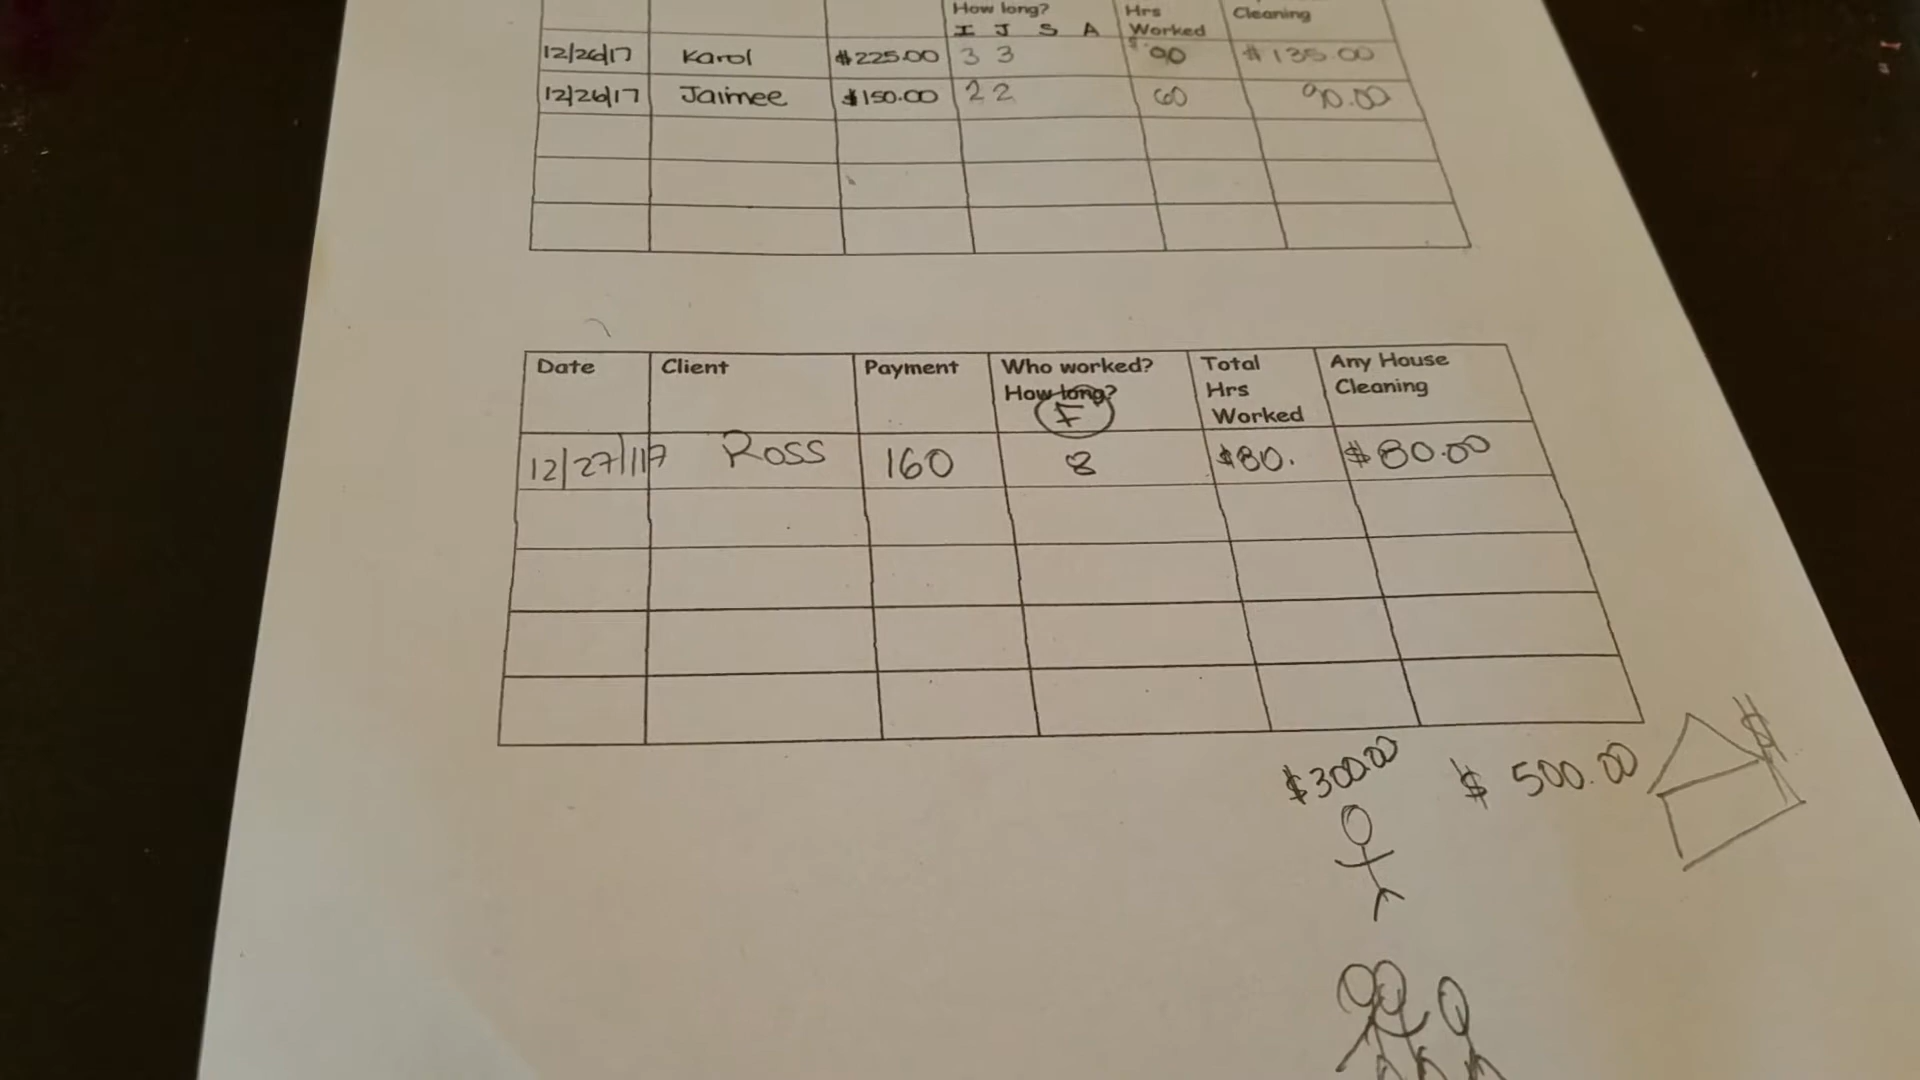 How long? Hrs Cleaning
I J S A Worked
12/26/17 Karol $225.00 3 3 $90 $135.00
12/26/17 Jaimee $150.00 2 2 60 90.00
Date Client Payment Who worked? Total Any House
How long? Hrs Cleaning
F Worked
12/27/117 Ross 160 8 $80. $80.00
$300.00 $ 500.00 $